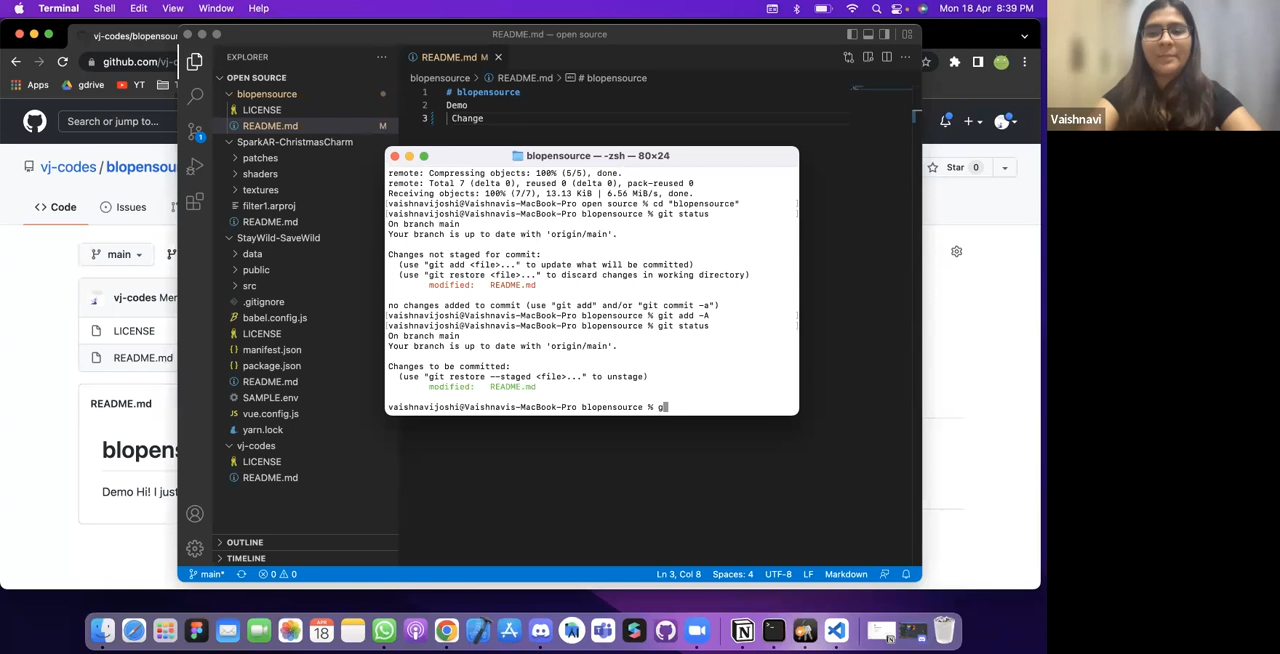 Terminal Shell Edit View Window Help Mon 18 Apr 8:39 PM
vj-codes/blopensour
github.com/vj-c
Apps gdrive YT
Search or jump to...
vj-codes / blopens
Star 0
Code Issues
main
vj-codes Mer
LICENSE
README.md
README.md
blopens
Demo Hi! I just
README.md — open source
EXPLORER
OPEN SOURCE
blopensource
LICENSE
README.md M
SparkAR-ChristmasCharm
patches
shaders
textures
filter1.arproj
README.md
StayWild-SaveWild
data
public
src
.gitignore
babel.config.js
LICENSE
manifest.json
package.json
README.md
SAMPLE.env
vue.config.js
yarn.lock
vj-codes
LICENSE
README.md
OUTLINE
TIMELINE
1
README.md M
blopensource > README.md > # blopensource
1 # blopensource
2 Demo
3 Change
blopensource — -zsh — 80×24
remote: Compressing objects: 100% (5/5), done.
remote: Total 7 (delta 0), reused 0 (delta 0), pack-reused 0
Receiving objects: 100% (7/7), 13.13 KiB | 6.56 MiB/s, done.
[vaishnavijoshi@Vaishnavis-MacBook-Pro open source % cd "blopensource" ]
[vaishnavijoshi@Vaishnavis-MacBook-Pro blopensource % git status ]
On branch main
Your branch is up to date with 'origin/main'.
Changes not staged for commit:
(use "git add <file>..." to update what will be committed)
(use "git restore <file>..." to discard changes in working directory)
modified: README.md
no changes added to commit (use "git add" and/or "git commit -a")
[vaishnavijoshi@Vaishnavis-MacBook-Pro blopensource % git add -A ]
[vaishnavijoshi@Vaishnavis-MacBook-Pro blopensource % git status ]
On branch main
Your branch is up to date with 'origin/main'.
Changes to be committed:
(use "git restore --staged <file>..." to unstage)
modified: README.md
vaishnavijoshi@Vaishnavis-MacBook-Pro blopensource % g
main* 0 0 Ln 3, Col 8 Spaces: 4 UTF-8 LF Markdown
Vaishnavi
APR
18